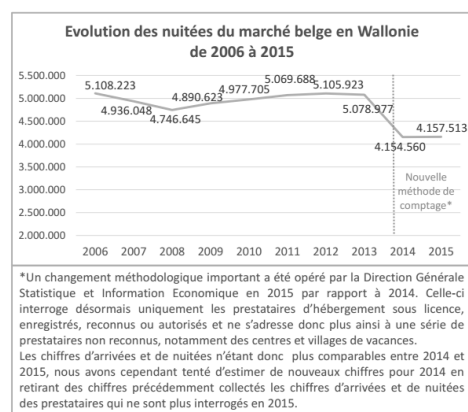 Evolution des nuitées du marché belge en Wallonie
de 2006 à 2015
5.500.000
5.000.000
4.500.000
4.000.000
3.500.000
3.000.000
2.500.000
2.000.000
5.108.223
4.936.048
4.746.645
4.890.623
4.977.705
5.069.688
5.105.923
5.078.977
4.154.560
4.157.513
Nouvelle
méthode de
comptage*
2006 2007 2008 2009 2010 2011 2012 2013 2014 2015
*Un changement méthodologique important a été opéré par la Direction Générale
Statistique et Information Economique en 2015 par rapport à 2014. Celle-ci
interroge désormais uniquement les prestataires d'hébergement sous licence,
enregistrés, reconnus ou autorisés et ne s'adresse donc plus ainsi à une série de
prestataires non reconnus, notamment des centres et villages de vacances.
Les chiffres d'arrivées et de nuitées n'étant donc plus comparables entre 2014 et
2015, nous avons cependant tenté d'estimer de nouveaux chiffres pour 2014 en
retirant des chiffres précédemment collectés les chiffres d'arrivées et de nuitées
des prestataires qui ne sont plus interrogés en 2015.